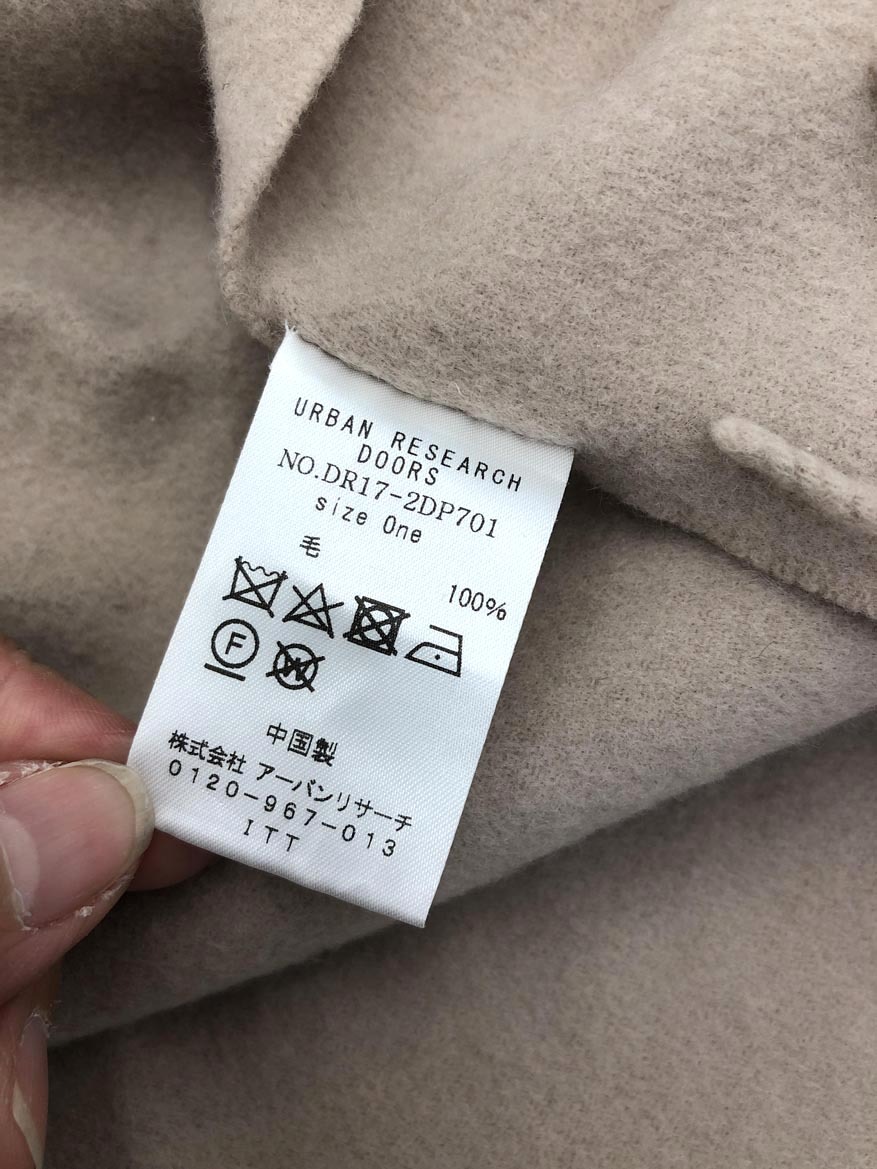 URBAN RESEARCH
DOORS
NO.DR17-2DP701
size One
毛 100%
F W
中国製
株式会社 アーバンリサーチ
0120-967-013
ITT